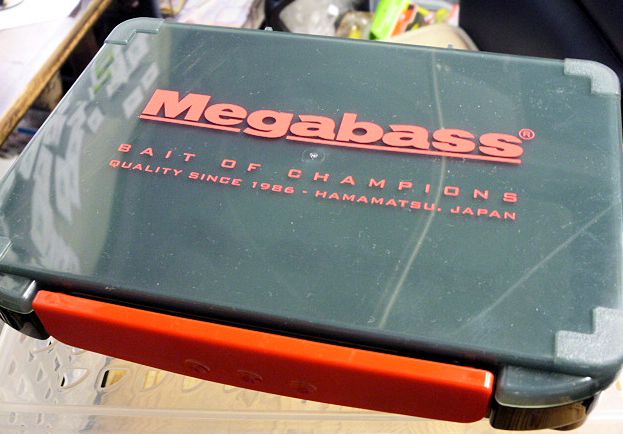 Megabass®
BAIT OF CHAMPIONS
QUALITY SINCE 1986 - HAMAMATSU, JAPAN